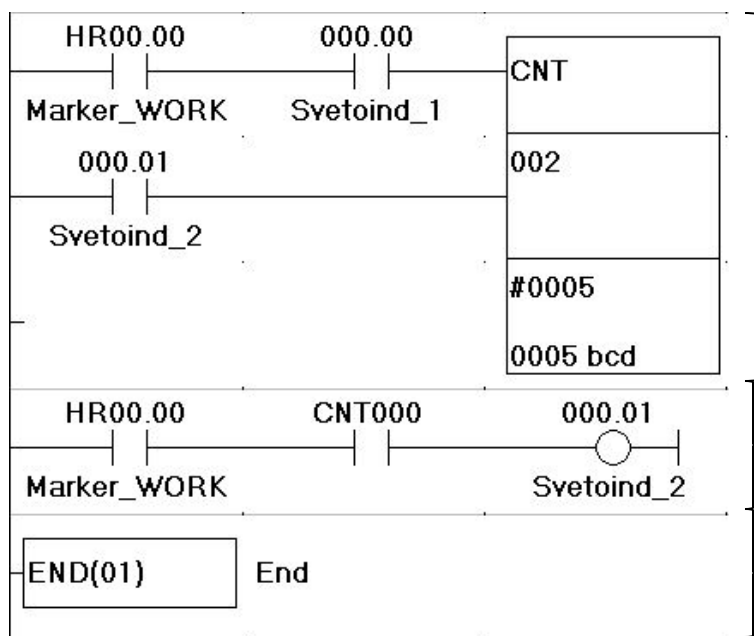 HR00.00 000.00
CNT
Marker_WORK Svetoind_1
000.01
002
Svetoind_2
#0005
0005 bcd
HR00.00 CNT000 000.01
Marker_WORK Svetoind_2
END(01) End